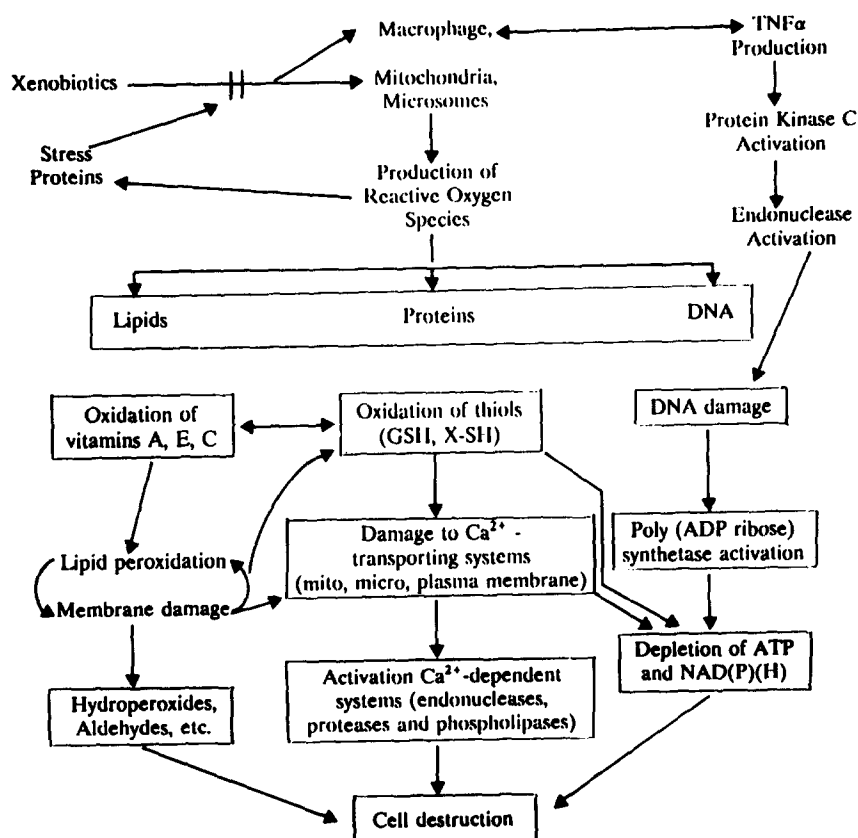 Macrophage,
TNFα
Production
Xenobiotics
Mitochondria,
Microsomes
Protein Kinase C
Activation
Stress
Proteins
Production of
Reactive Oxygen
Species
Endonuclease
Activation
Lipids
Proteins
DNA
Oxidation of
vitamins A, E, C
Oxidation of thiols
(GSH, X-SH)
DNA damage
Damage to Ca²⁺ -
transporting systems
(mito, micro, plasma membrane)
Poly (ADP ribose)
synthetase activation
Lipid peroxidation
Membrane damage
Depletion of ATP
and NAD(P)(H)
Activation Ca²⁺-dependent
systems (endonucleases,
proteases and phospholipases)
Hydroperoxides,
Aldehydes, etc.
Cell destruction